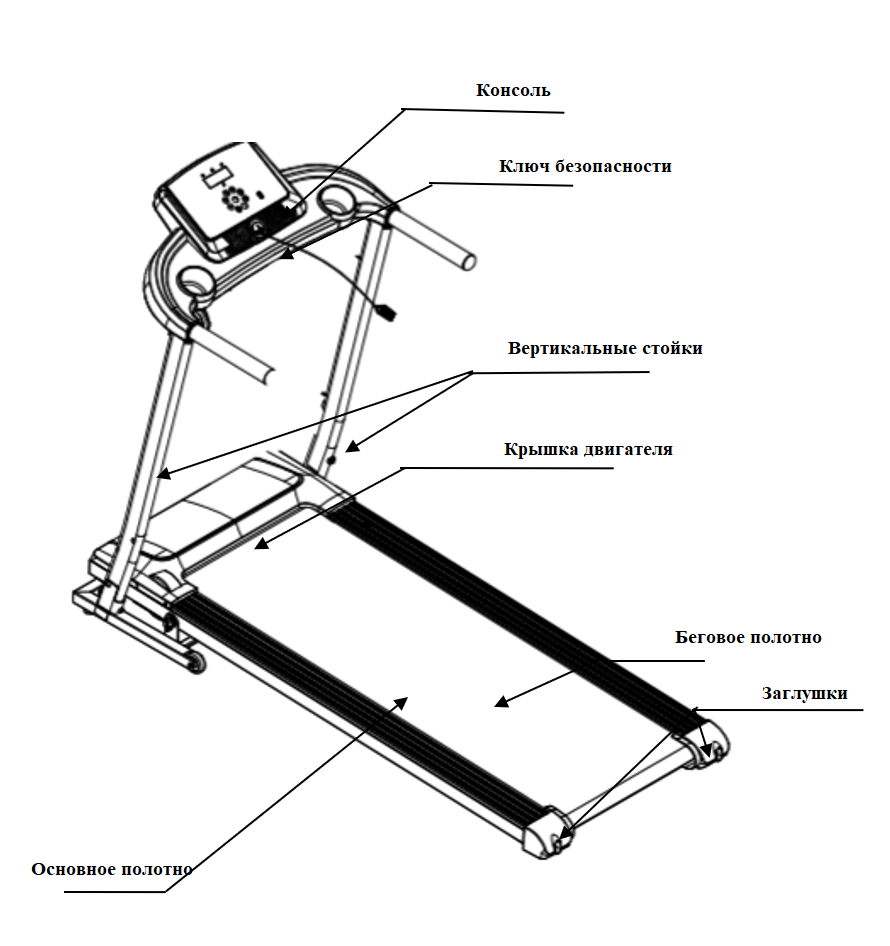 Консоль
Ключ безопасности
Вертикальные стойки
Крышка двигателя
Беговое полотно
Заглушки
Основное полотно